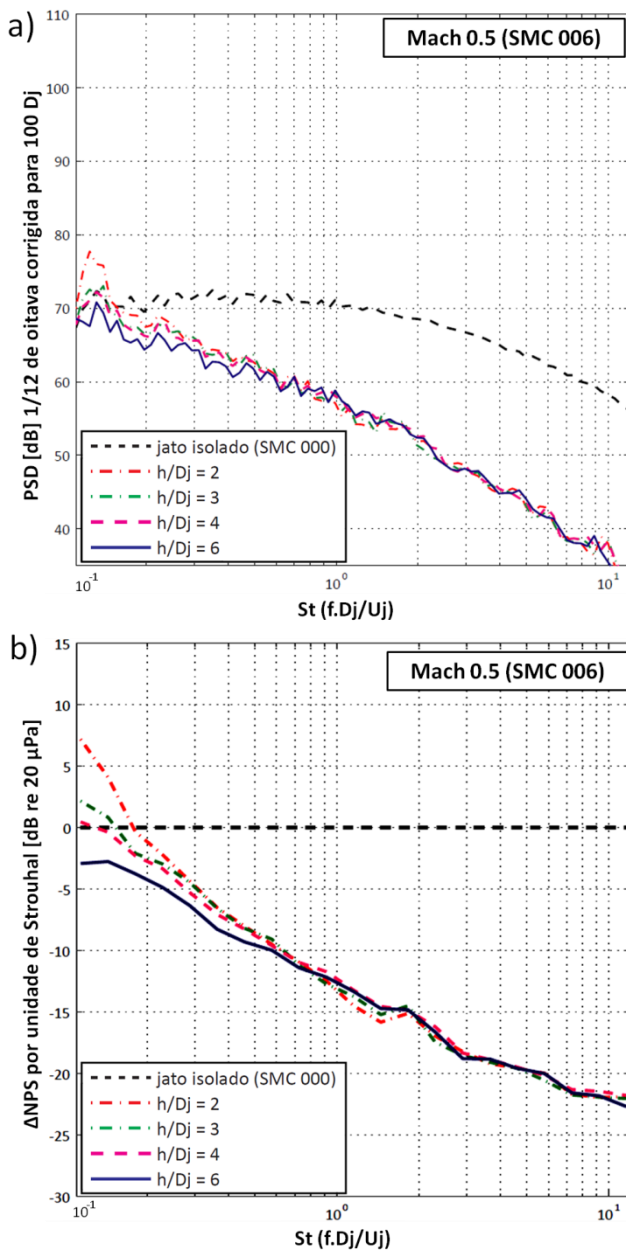 a)
Mach 0.5 (SMC 006)
PSD [dB] 1/12 de oitava corrigida para 100 Dj
110
100
90
80
70
60
50
40
jato isolado (SMC 000)
h/Dj = 2
h/Dj = 3
h/Dj = 4
h/Dj = 6
10⁻¹
10⁰
10¹
St (f.Dj/Uj)
b)
Mach 0.5 (SMC 006)
ΔNPS por unidade de Strouhal [dB re 20 µPa]
15
10
5
0
-5
-10
-15
-20
-25
-30
jato isolado (SMC 000)
h/Dj = 2
h/Dj = 3
h/Dj = 4
h/Dj = 6
10⁻¹
10⁰
10¹
St (f.Dj/Uj)